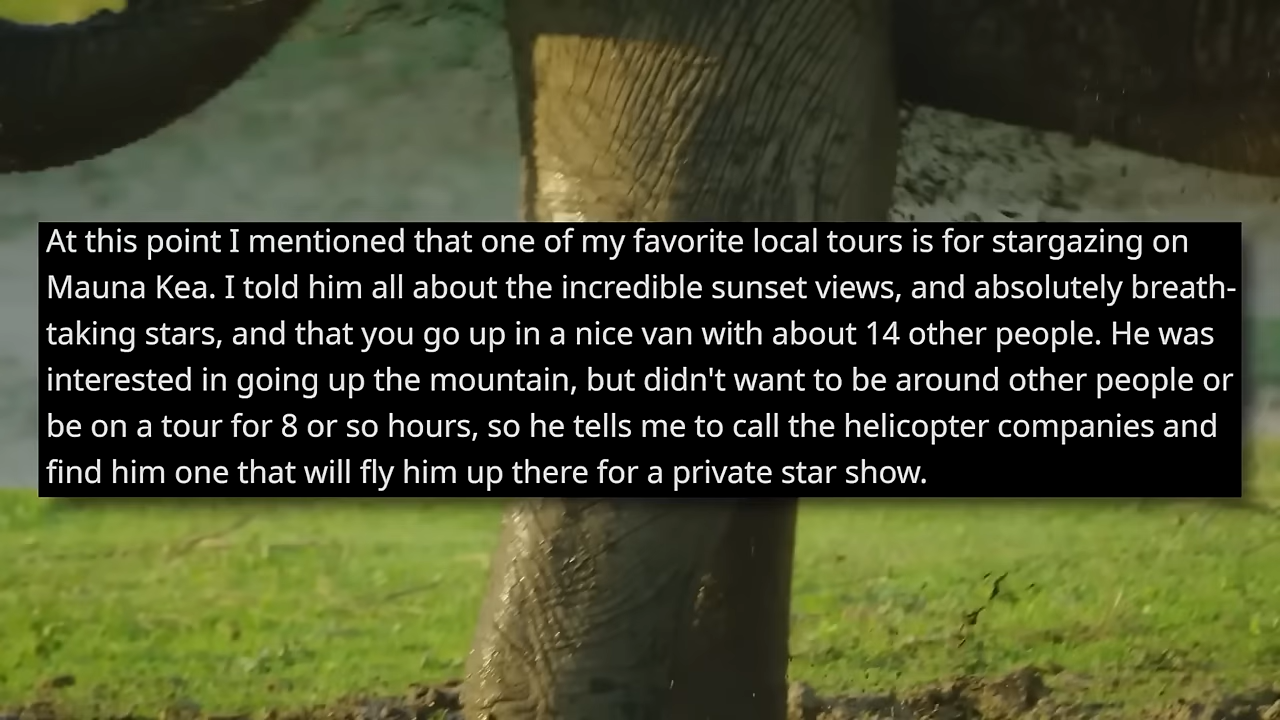 At this point I mentioned that one of my favorite local tours is for stargazing on
Mauna Kea. I told him all about the incredible sunset views, and absolutely breath-
taking stars, and that you go up in a nice van with about 14 other people. He was
interested in going up the mountain, but didn't want to be around other people or
be on a tour for 8 or so hours, so he tells me to call the helicopter companies and
find him one that will fly him up there for a private star show.